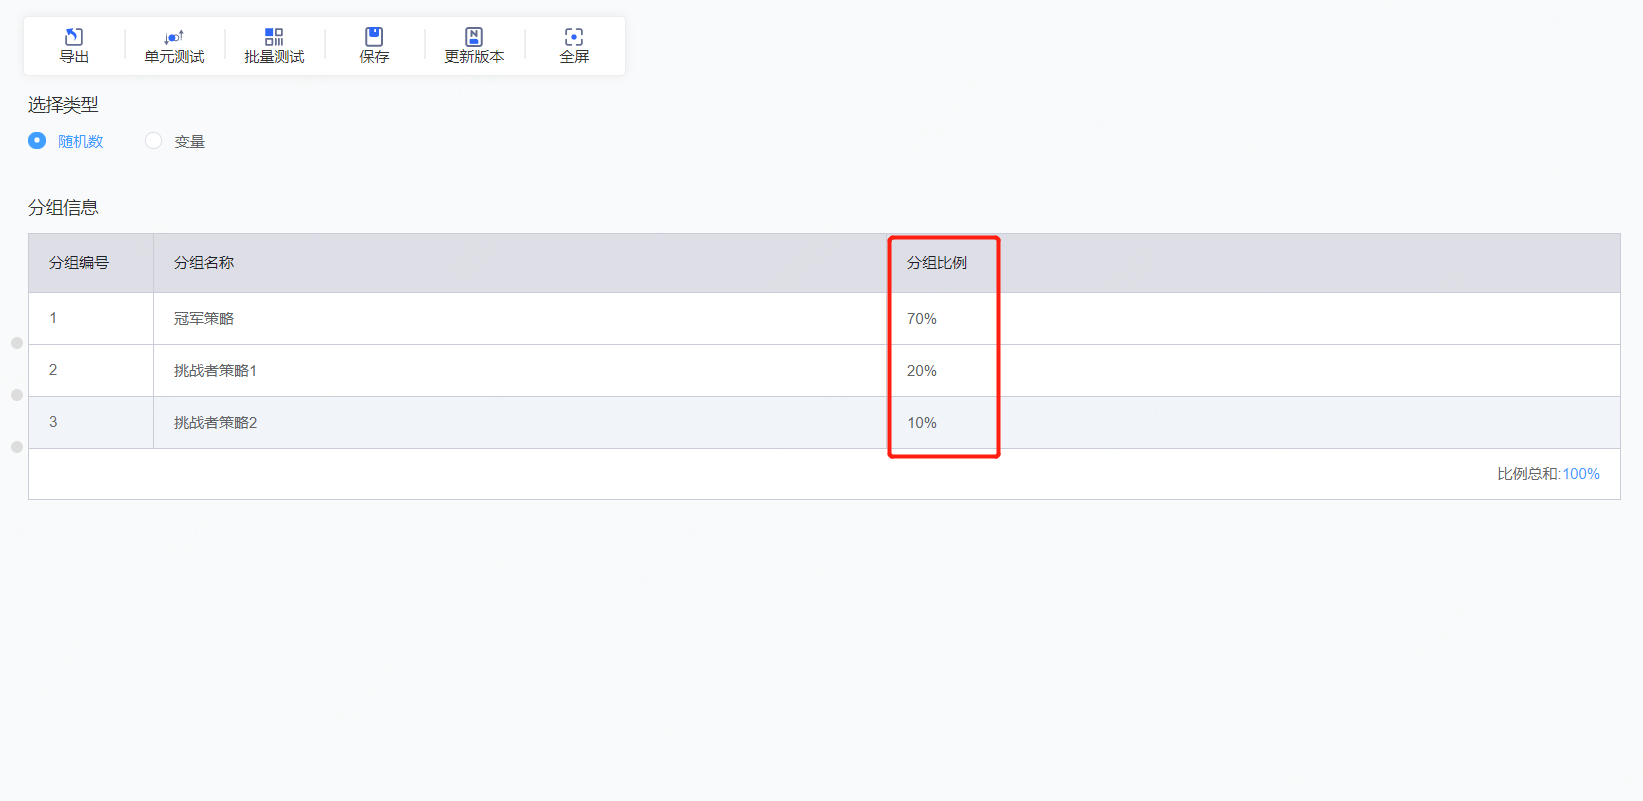 导出 单元测试 批量测试 保存 更新版本 全屏
选择类型
随机数 变量
分组信息
分组编号 分组名称 分组比例
1 冠军策略 70%
2 挑战者策略1 20%
3 挑战者策略2 10%
比例总和:100%